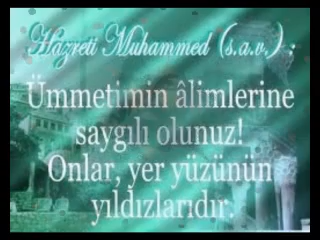 Hazreti Muhammed (s.a.v.) ;
Ümmetimin âlimlerine
saygılı olunuz!
Onlar, yer yüzünün
yıldızlarıdır.